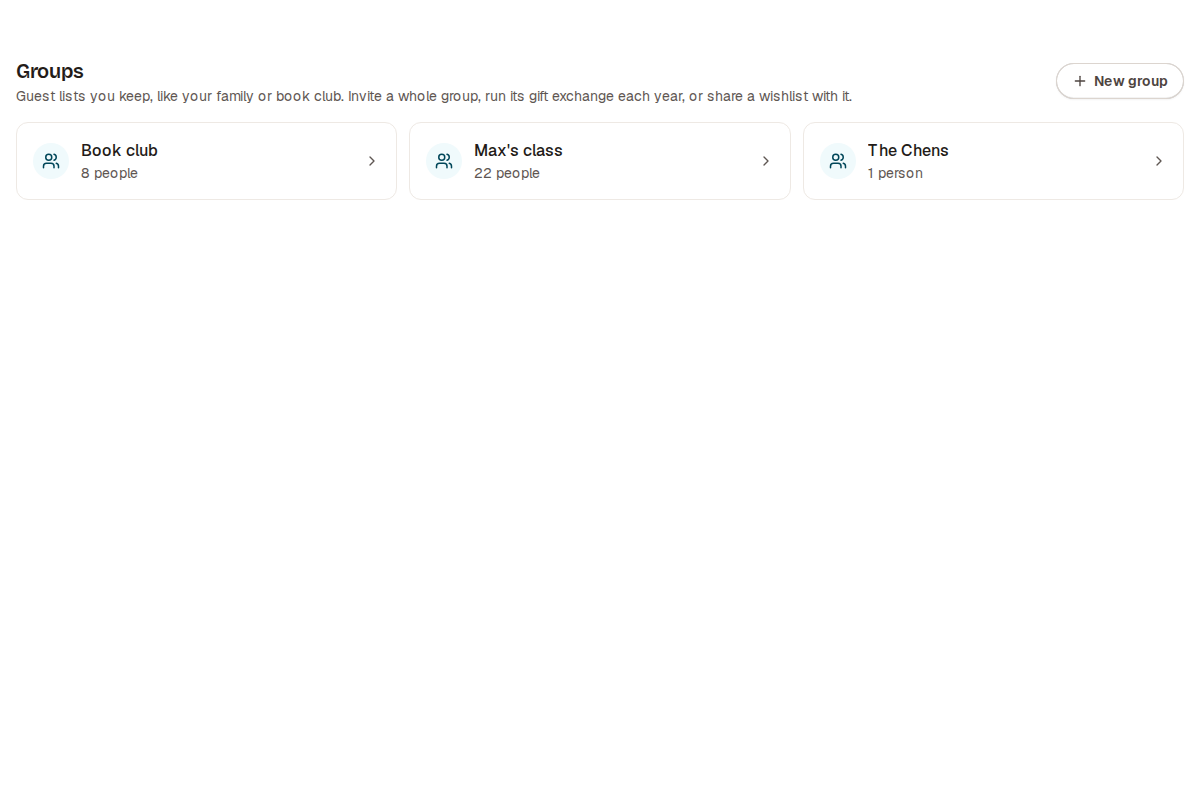 Groups
Guest lists you keep, like your family or book club. Invite a whole group, run its gift exchange each year, or share a wishlist with it.
New group
Book club
8 people
Max's class
22 people
The Chens
1 person